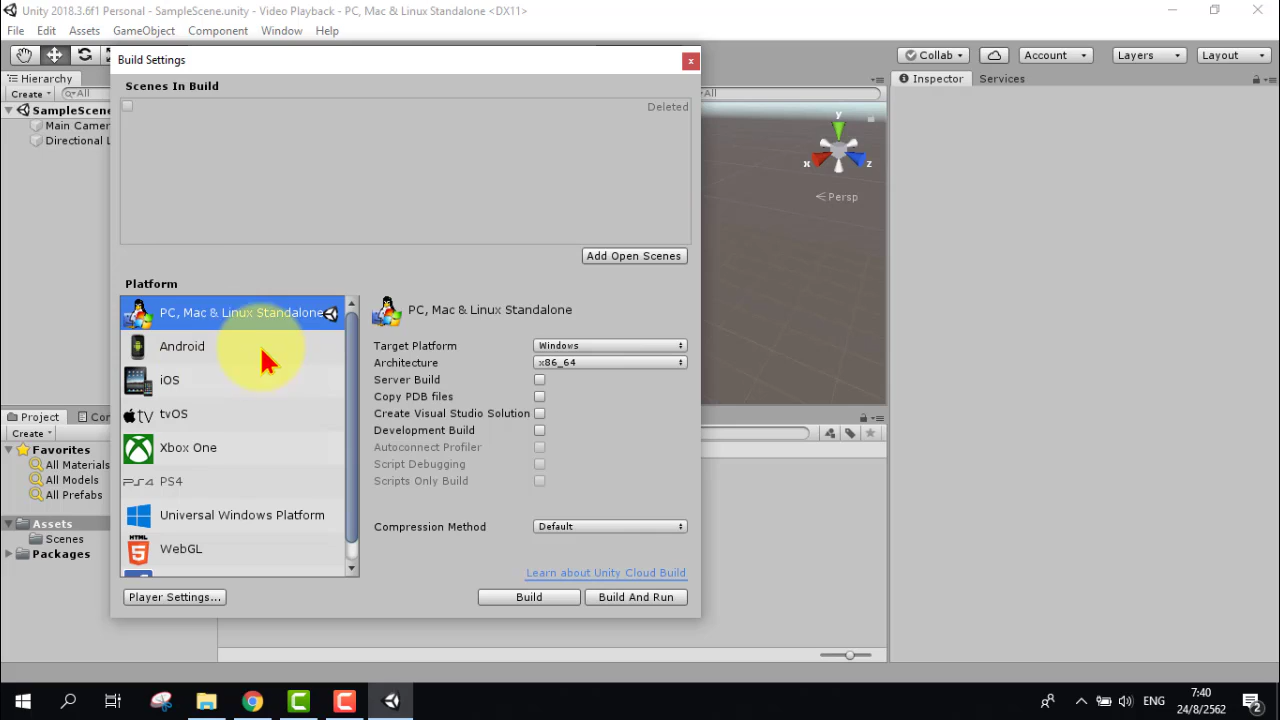 Unity 2018.3.6f1 Personal - SampleScene.unity - Video Playback - PC, Mac & Linux Standalone <DX11>
File Edit Assets GameObject Component Window Help
Collab Account Layers Layout
Build Settings
x
Hierarchy
Inspector Services
Scenes In Build
Create All
All
Deleted
SampleScene
Main Camer
Directional L
y
x z
Persp
Add Open Scenes
Platform
PC, Mac & Linux Standalone
PC, Mac & Linux Standalone
Android
Target Platform Windows
Architecture x86_64
iOS
Server Build
Copy PDB files
tvOS
Create Visual Studio Solution
Project Con
Development Build
Create
Xbox One
Autoconnect Profiler
Favorites
All Materials
Script Debugging
All Models
PS4
Scripts Only Build
All Prefabs
Universal Windows Platform
Assets
Compression Method Default
Scenes
HTML
5
WebGL
Packages
Learn about Unity Cloud Build
Player Settings...
Build
Build And Run
ENG
7:40
24/8/2562
2